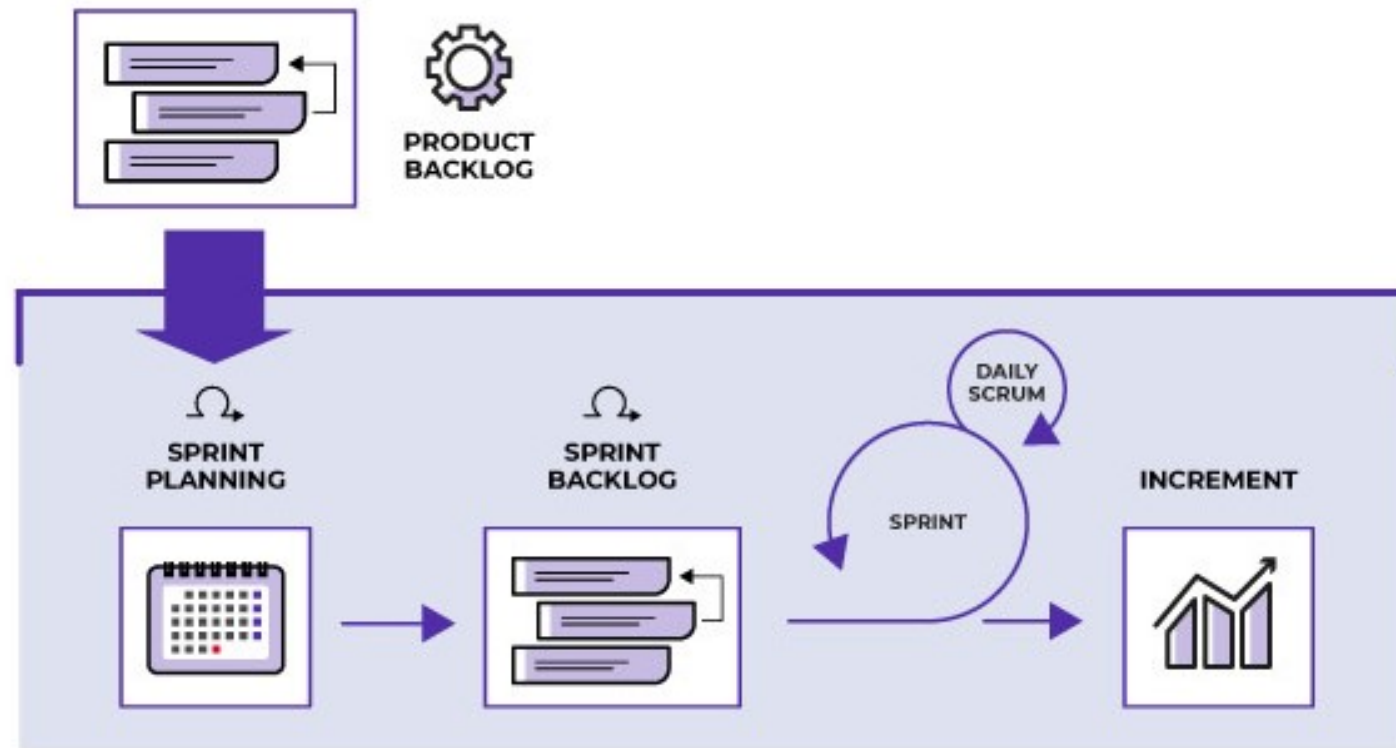 PRODUCT
BACKLOG
SPRINT
PLANNING
SPRINT
BACKLOG
DAILY
SCRUM
SPRINT
INCREMENT